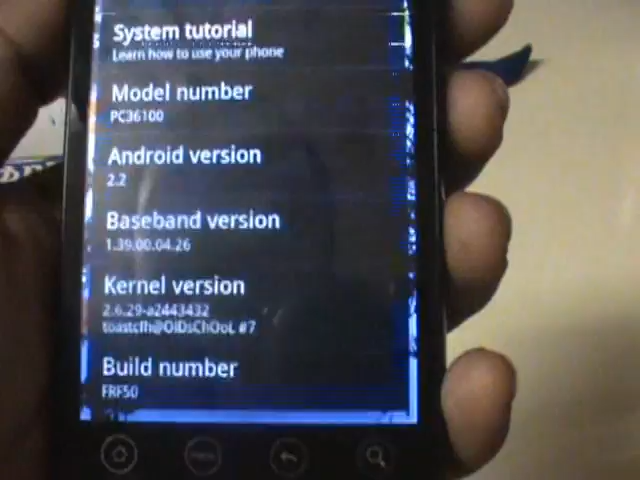 System tutorial
Learn how to use your phone
Model number
PC36100
Android version
2.2
Baseband version
1.39.00.04.26
Kernel version
2.6.29-a2443432
toastcfh@OlDsChOoL #7
Build number
FRF50